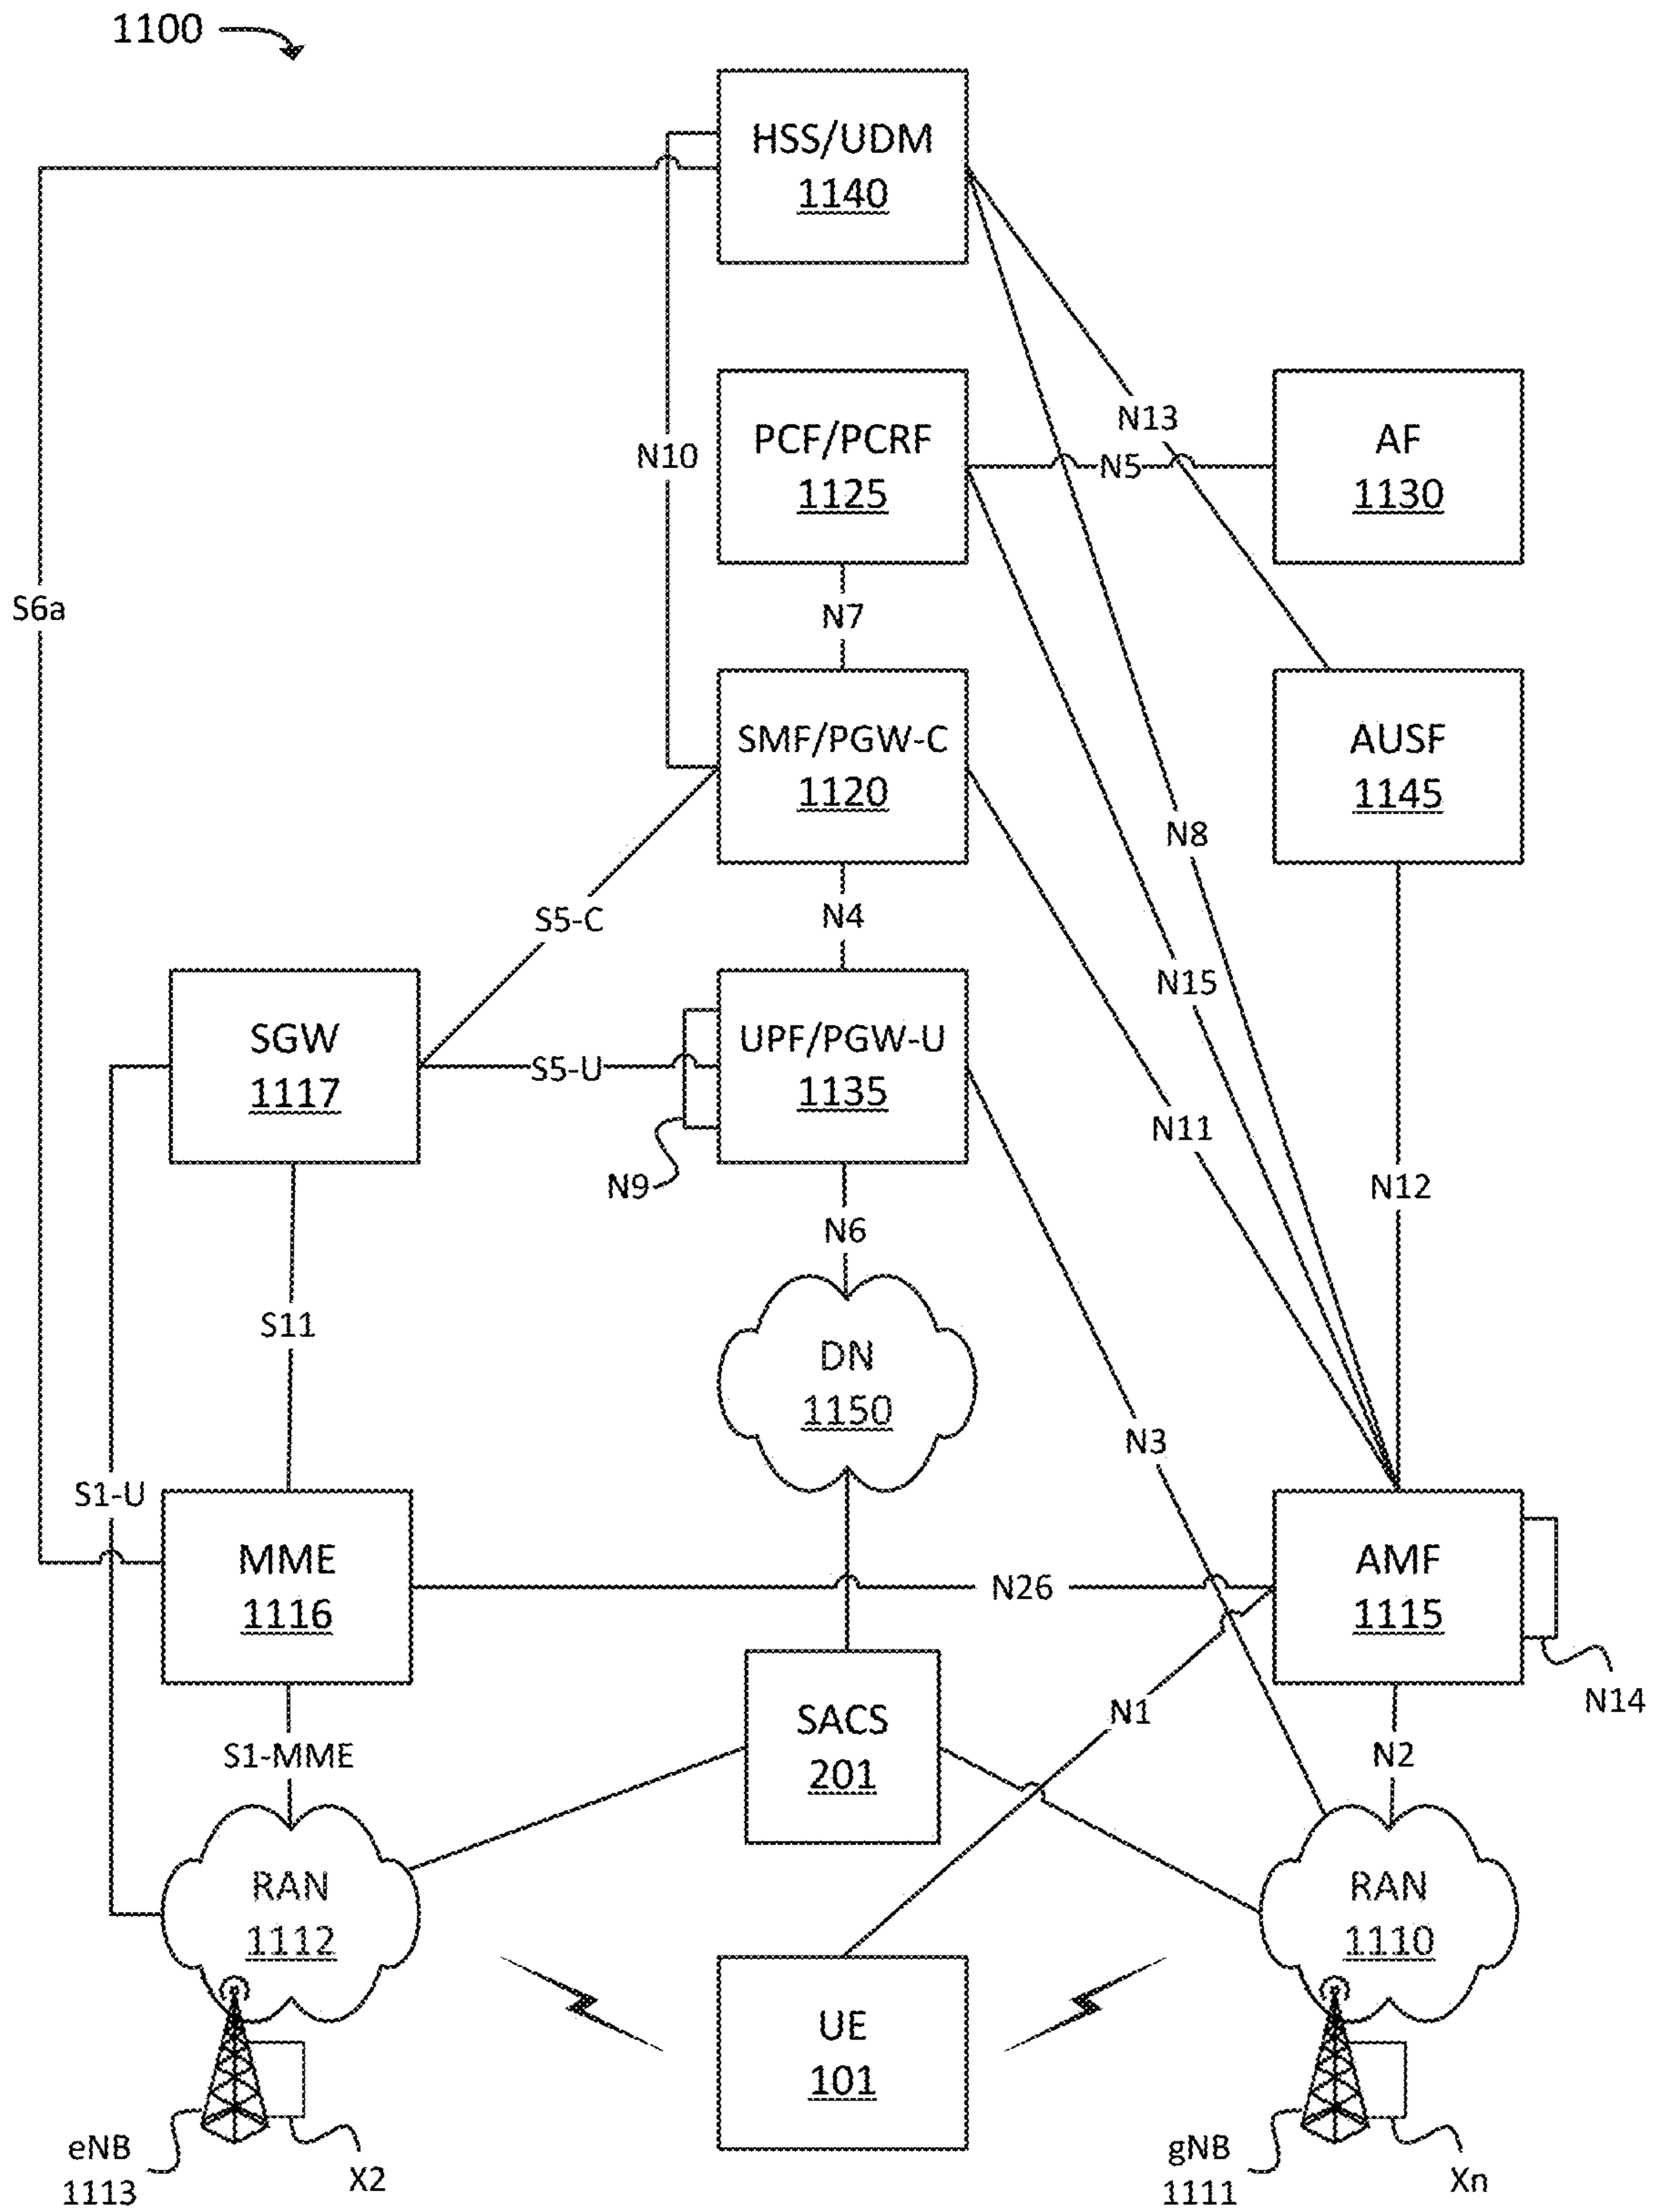 1100
HSS/UDM
1140
N13
PCF/PCRF
1125
AF
1130
N10
N5
S6a
N7
SMF/PGW-C
1120
AUSF
1145
N8
S5-C
N4
N15
SGW
1117
S5-U
UPF/PGW-U
1135
N11
N9
N12
N6
S11
DN
1150
N3
S1-U
MME
1116
N26
AMF
1115
N14
SACS
201
N1
S1-MME
N2
RAN
1112
RAN
1110
UE
101
eNB
1113
X2
gNB
1111
Xn